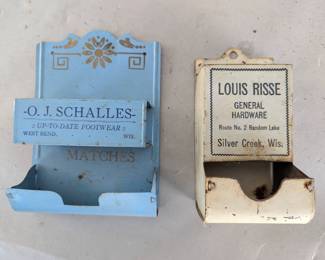 -O. J. SCHALLES-
:: UP-TO-DATE FOOTWEAR ::
WEST BEND, WIS.
MATCHES
LOUIS RISSE
GENERAL
HARDWARE
Route No. 2 Random Lake
Silver Creek, Wis.